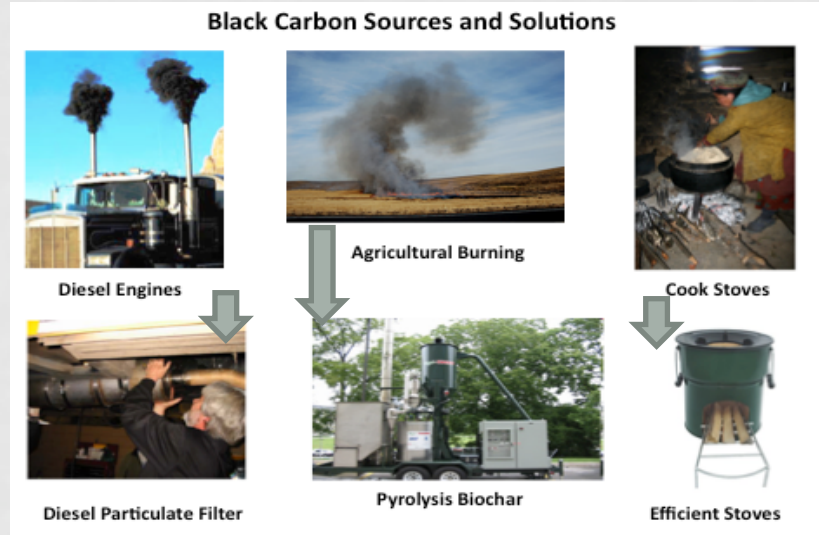 Black Carbon Sources and Solutions
Diesel Engines
Agricultural Burning
Cook Stoves
Diesel Particulate Filter
Pyrolysis Biochar
Efficient Stoves